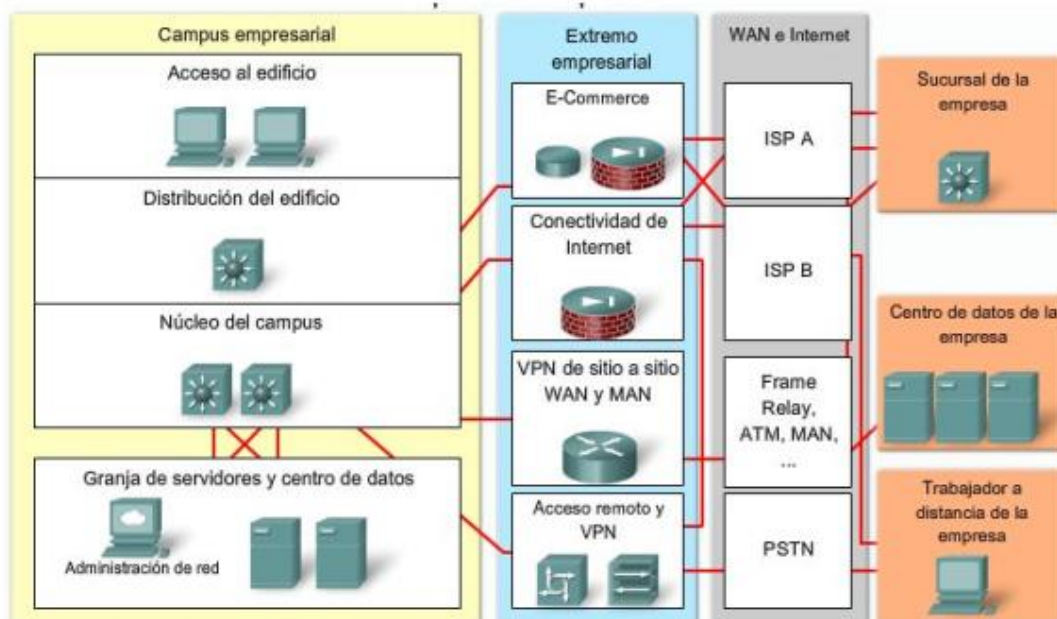 Campus empresarial
Acceso al edificio
Distribución del edificio
Núcleo del campus
Granja de servidores y centro de datos
Administración de red
Extremo
empresarial
E-Commerce
Conectividad de
Internet
VPN de sitio a sitio
WAN y MAN
Acceso remoto y
VPN
WAN e Internet
ISP A
ISP B
Frame
Relay,
ATM, MAN,
...
PSTN
Sucursal de la
empresa
Centro de datos de la
empresa
Trabajador a
distancia de la
empresa